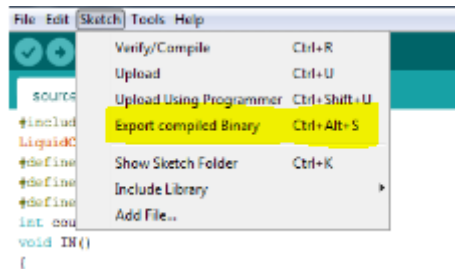 File Edit Sketch Tools Help
Verify/Compile Ctrl+R
Upload Ctrl+U
source
Upload Using Programmer Ctrl+Shift+U
#includ
Export compiled Binary Ctrl+Alt+S
LiquidC
#define
Show Sketch Folder Ctrl+K
#define
Include Library
#define
Add File...
int cou
void IN()
{